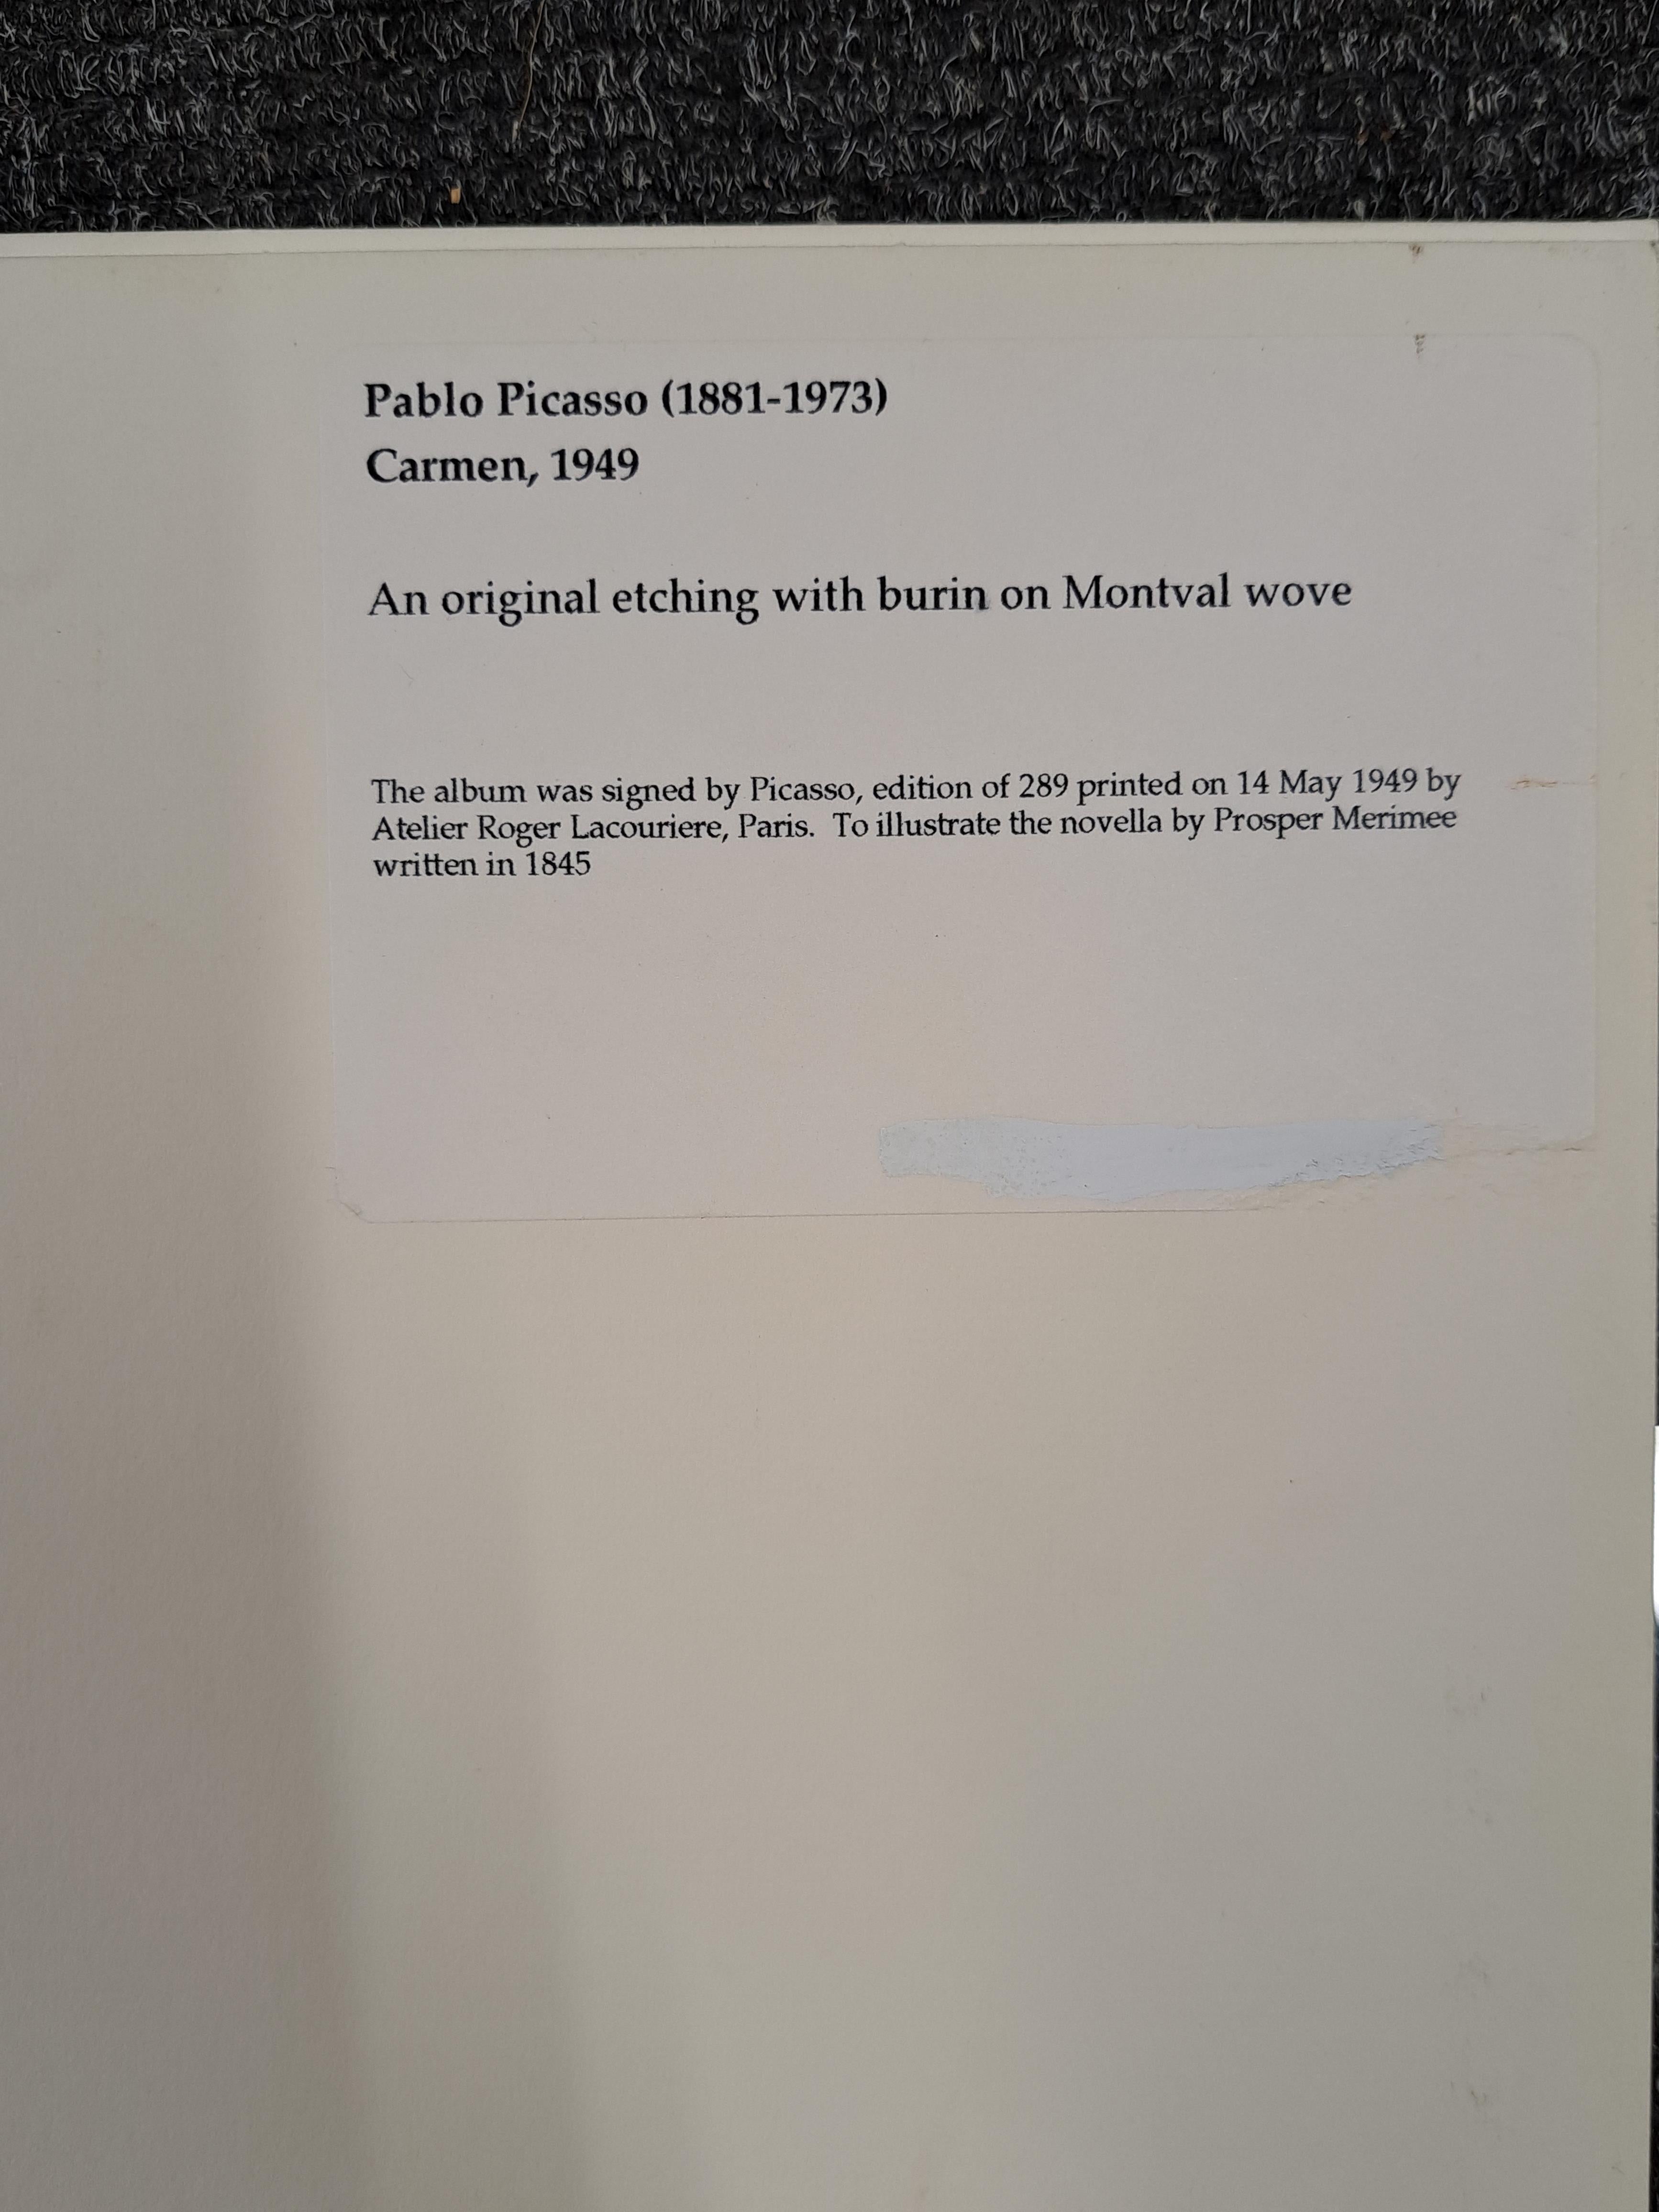 Pablo Picasso (1881-1973)
Carmen, 1949
An original etching with burin on Montval wove
The album was signed by Picasso, edition of 289 printed on 14 May 1949 by
Atelier Roger Lacouriere, Paris. To illustrate the novella by Prosper Merimee
written in 1845